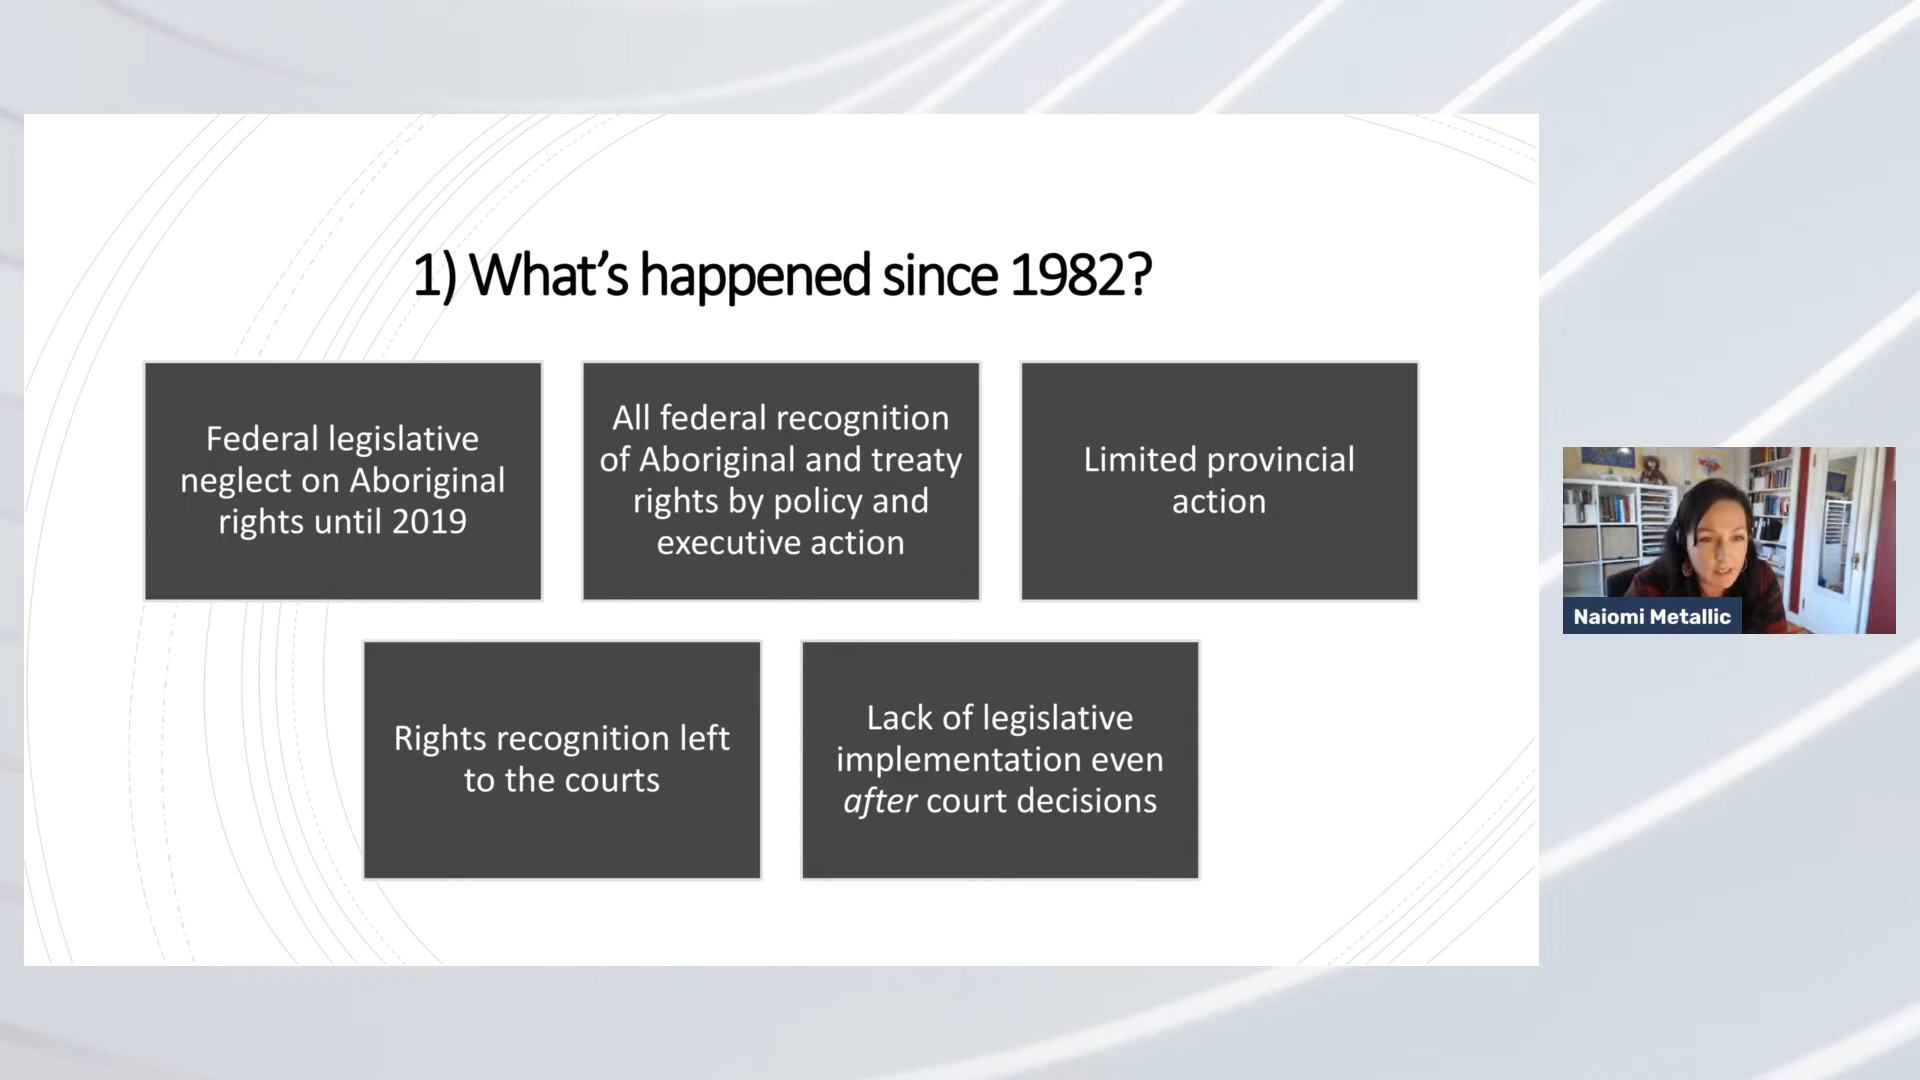 1) What’s happened since 1982?
Federal legislative
neglect on Aboriginal
rights until 2019
All federal recognition
of Aboriginal and treaty
rights by policy and
executive action
Limited provincial
action
Rights recognition left
to the courts
Lack of legislative
implementation even
after court decisions
Naiomi Metallic